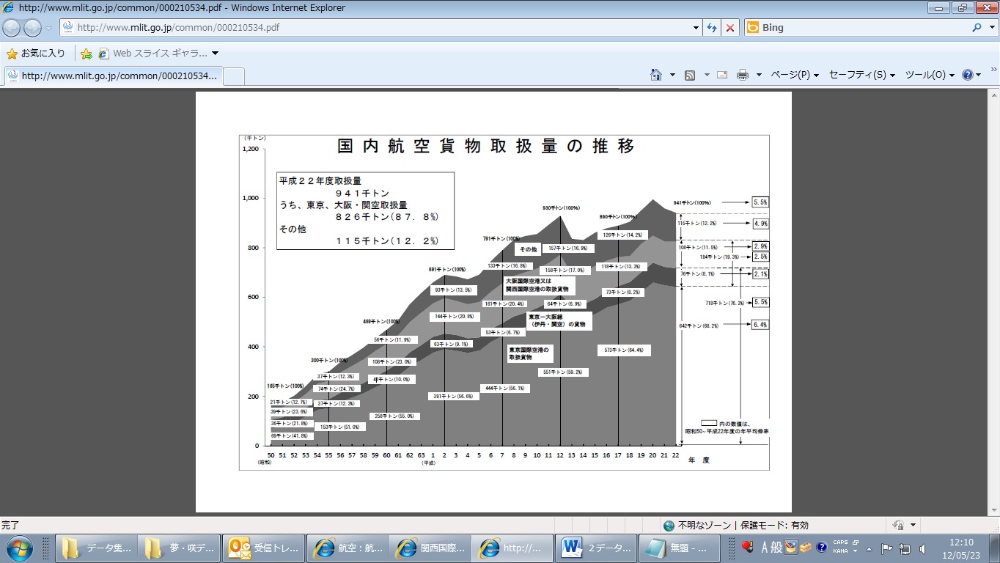 http://www.mlit.go.jp/common/000210534.pdf - Windows Internet Explorer
http://www.mlit.go.jp/common/000210534.pdf
Bing
お気に入り
Web スライス ギャラ...
http://www.mlit.go.jp/common/000210534...
ページ(P)
セーフティ(S)
ツール(O)
(千トン)
国内航空貨物取扱量の推移
1,200
1,000
800
600
400
200
0
平成22年度取扱量
941千トン
うち、東京、大阪・関空取扱量
826千トン(87.8%)
その他
115千トン(12.2%)
165千トン(100%)
21千トン(12.7%)
39千トン(23.6%)
36千トン(21.8%)
69千トン(41.8%)
300千トン(100%)
37千トン(12.3%)
74千トン(24.7%)
37千トン(12.3%)
153千トン(51.0%)
469千トン(100%)
56千トン(11.9%)
108千トン(23.0%)
47千トン(10.0%)
258千トン(55.0%)
691千トン(100%)
93千トン(13.5%)
144千トン(20.8%)
63千トン(9.1%)
391千トン(56.6%)
791千トン(100%)
133千トン(16.8%)
161千トン(20.4%)
53千トン(6.7%)
444千トン(56.1%)
930千トン(100%)
157千トン(16.9%)
158千トン(17.0%)
64千トン(6.9%)
551千トン(59.2%)
890千トン(100%)
126千トン(14.2%)
118千トン(13.3%)
73千トン(8.2%)
573千トン(64.4%)
その他
大阪国際空港又は
関西国際空港の取扱貨物
東京ー大阪線
(伊丹・関空)の貨物
東京国際空港の
取扱貨物
941千トン(100%)
5.5%
115千トン(12.2%)
4.9%
108千トン(11.5%)
2.9%
184千トン(19.3%)
2.5%
76千トン(8.1%)
2.1%
718千トン(76.3%)
5.5%
642千トン(68.2%)
6.4%
内の数値は、
昭和50~平成22年度の年平均伸率
50 51 52 53 54 55 56 57 58 59 60 61 62 63 1 2 3 4 5 6 7 8 9 10 11 12 13 14 15 16 17 18 19 20 21 22
年 度
(昭和)
(平成)
完了
不明なゾーン | 保護モード: 有効
データ集...
夢・咲デ...
受信トレ...
航空:航...
関西国際...
http://...
2データ...
無題 - ...
A 般
CAPS
KANA
12:10
12/05/23